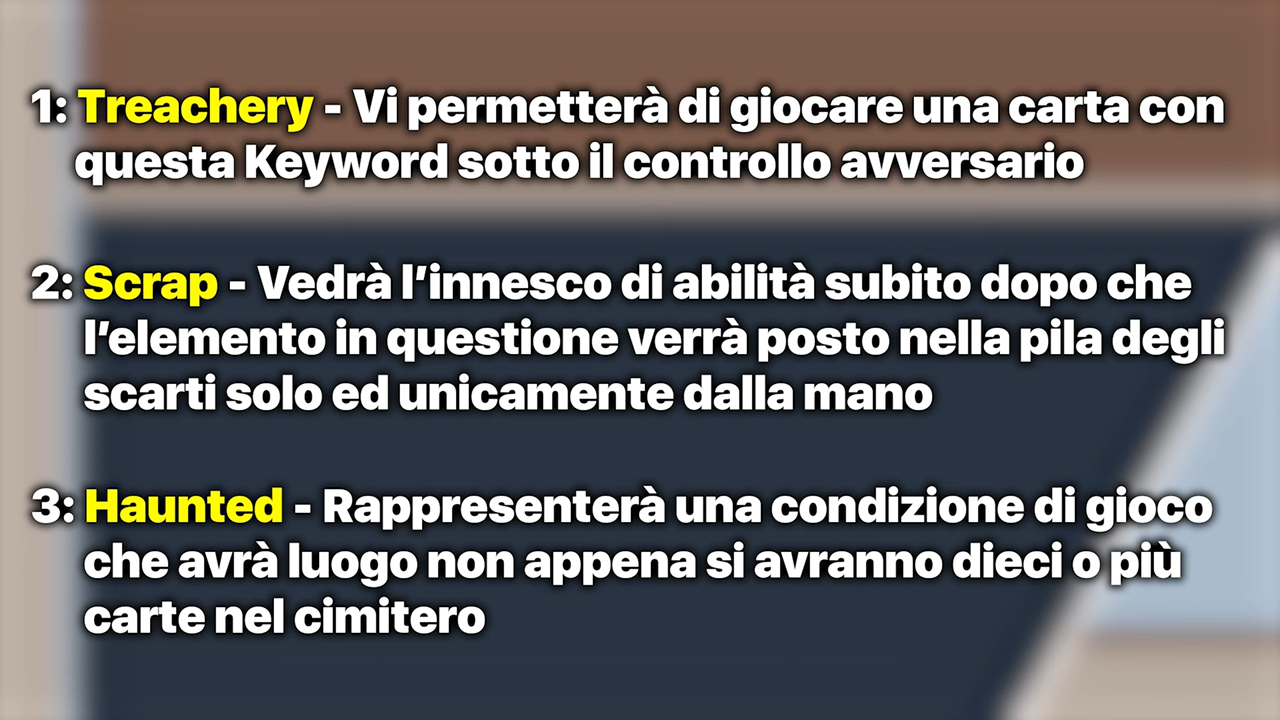 1: Treachery - Vi permetterà di giocare una carta con
questa Keyword sotto il controllo avversario
2: Scrap - Vedrà l’innesco di abilità subito dopo che
l’elemento in questione verrà posto nella pila degli
scarti solo ed unicamente dalla mano
3: Haunted - Rappresenterà una condizione di gioco
che avrà luogo non appena si avranno dieci o più
carte nel cimitero